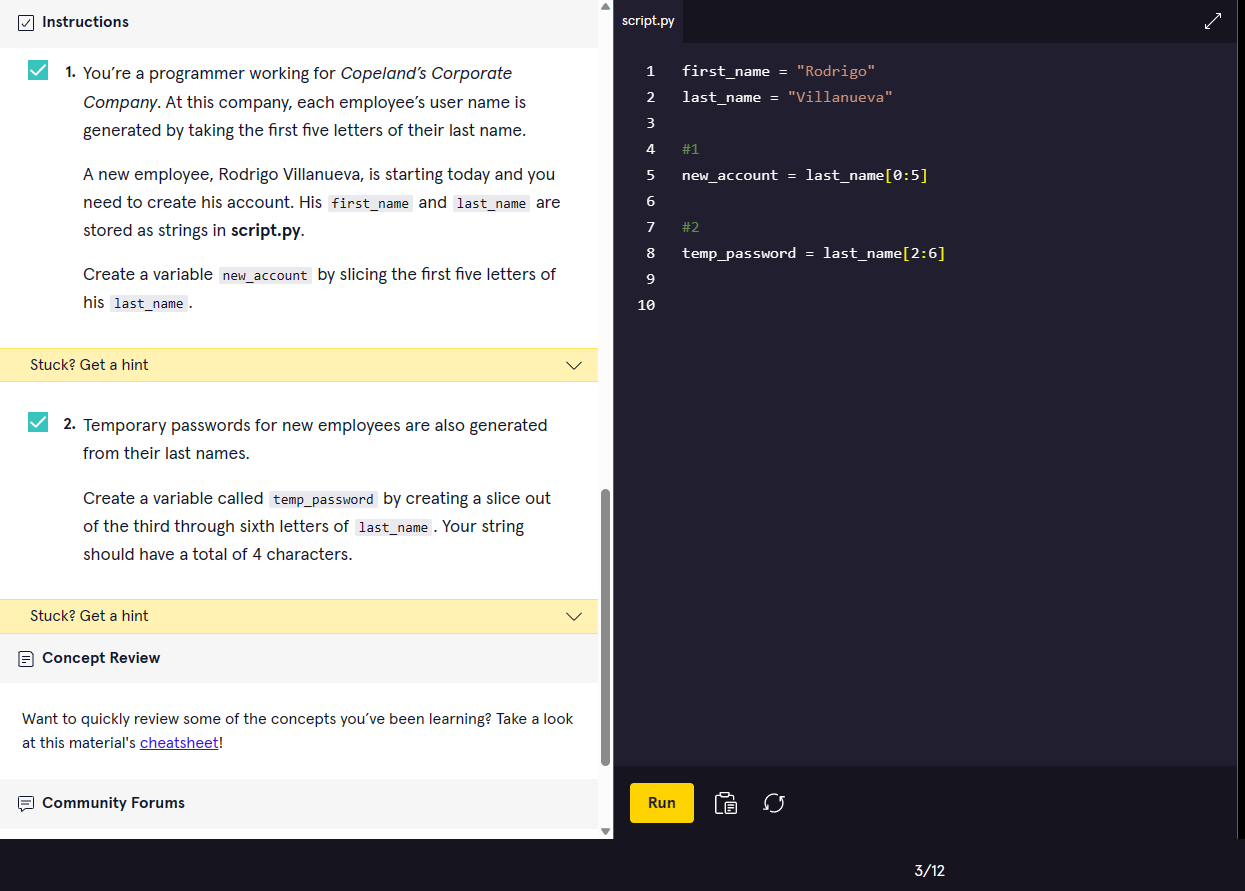 Instructions
1. You’re a programmer working for Copeland’s Corporate
Company. At this company, each employee’s user name is
generated by taking the first five letters of their last name.
A new employee, Rodrigo Villanueva, is starting today and you
need to create his account. His first_name and last_name are
stored as strings in script.py.
Create a variable new_account by slicing the first five letters of
his last_name.
Stuck? Get a hint
2. Temporary passwords for new employees are also generated
from their last names.
Create a variable called temp_password by creating a slice out
of the third through sixth letters of last_name. Your string
should have a total of 4 characters.
Stuck? Get a hint
Concept Review
Want to quickly review some of the concepts you’ve been learning? Take a look
at this material's cheatsheet!
Community Forums
script.py
1 first_name = "Rodrigo"
2 last_name = "Villanueva"
3
4 #1
5 new_account = last_name[0:5]
6
7 #2
8 temp_password = last_name[2:6]
9
10
Run
3/12